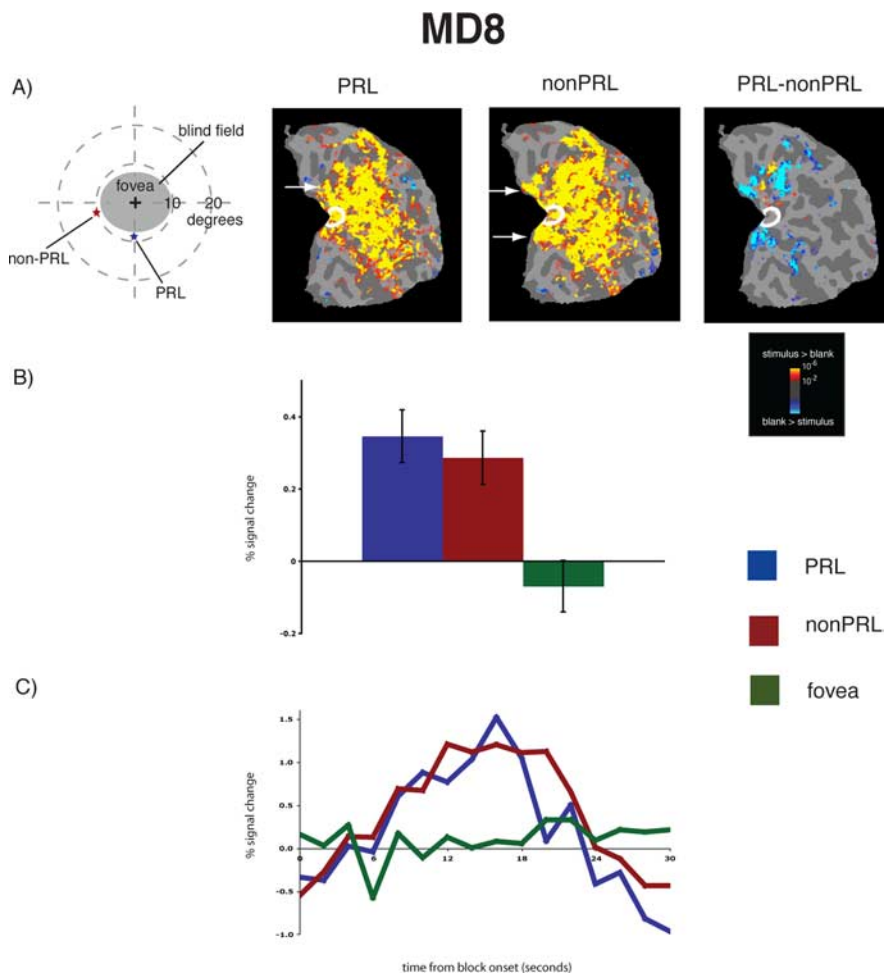 MD8
A)
PRL
nonPRL
PRL-nonPRL
blind field
fovea
10
20
degrees
non-PRL
PRL
stimulus > blank
10-6
10-2
blank > stimulus
B)
% signal change
0.4
0.2
0
-0.2
PRL
nonPRL
fovea
C)
% signal change
1.5
1.0
0.5
0.0
-0.5
-1.0
0
6
12
18
24
30
time from block onset (seconds)